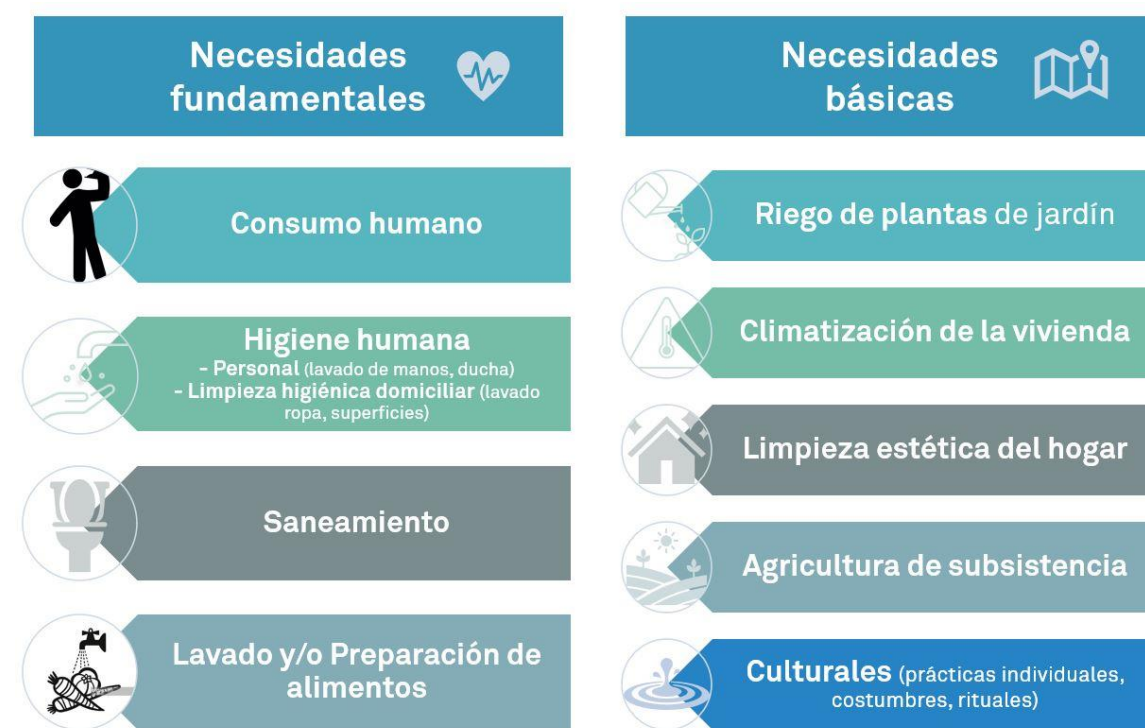 Necesidades
fundamentales
Consumo humano
Higiene humana
- Personal (lavado de manos, ducha)
- Limpieza higiénica domiciliar (lavado
ropa, superficies)
Saneamiento
Lavado y/o Preparación de
alimentos
Necesidades
básicas
Riego de plantas de jardín
Climatización de la vivienda
Limpieza estética del hogar
Agricultura de subsistencia
Culturales (prácticas individuales,
costumbres, rituales)